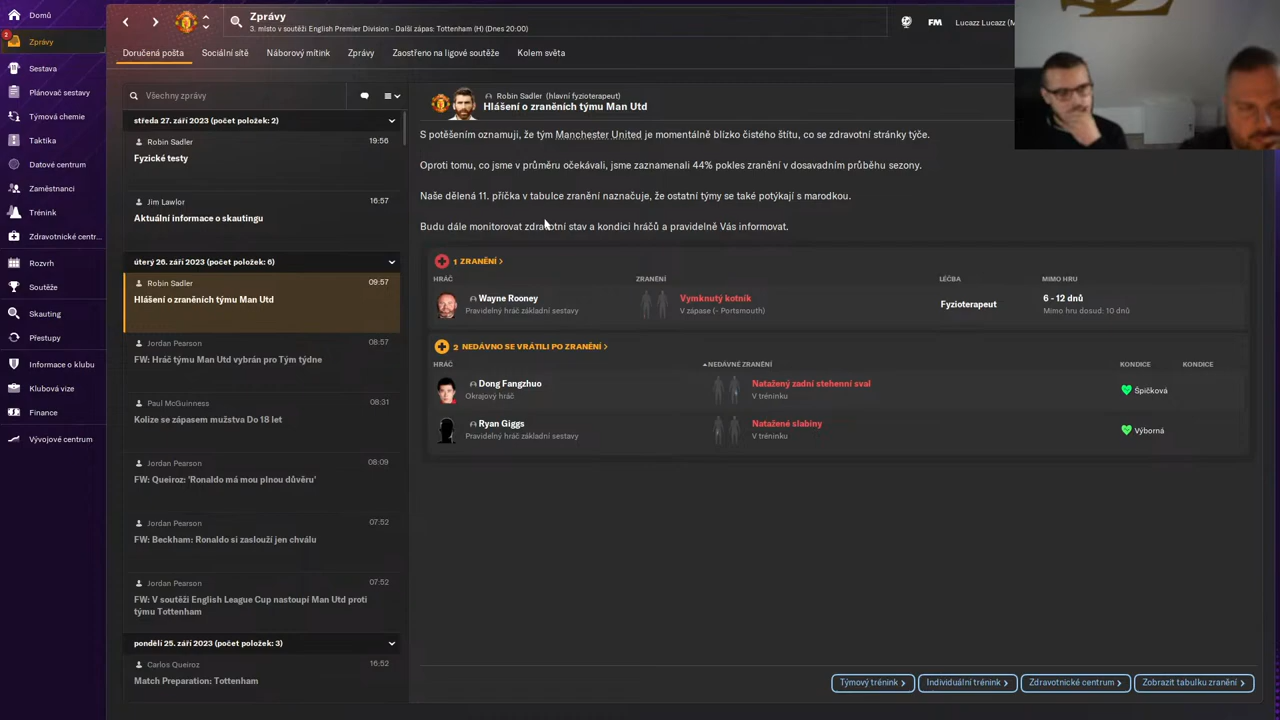 Domů
2
Zprávy
Sestava
Plánovač sestavy
Týmová chemie
Taktika
Datové centrum
Zaměstnanci
Trénink
Zdravotnické centr...
Rozvrh
Soutěže
Skauting
Přestupy
Informace o klubu
Klubová vize
Finance
Vývojové centrum
Zprávy
3. místo v soutěži English Premier Division - Další zápas: Tottenham (H) (Dnes 20:00)
FM
Lucazz Lucazz (M
Doručená pošta
Sociální sítě
Náborový mítink
Zprávy
Zaostřeno na ligové soutěže
Kolem světa
Všechny zprávy
středa 27. září 2023 (počet položek: 2)
Robin Sadler
19:56
Fyzické testy
Jim Lawlor
16:57
Aktuální informace o skautingu
úterý 26. září 2023 (počet položek: 6)
Robin Sadler
09:57
Hlášení o zraněních týmu Man Utd
Jordan Pearson
08:57
FW: Hráč týmu Man Utd vybrán pro Tým týdne
Paul McGuinness
08:31
Kolize se zápasem mužstva Do 18 let
Jordan Pearson
08:09
FW: Queiroz: 'Ronaldo má mou plnou důvěru'
Jordan Pearson
07:52
FW: Beckham: Ronaldo si zaslouží jen chválu
Jordan Pearson
07:52
FW: V soutěži English League Cup nastoupí Man Utd proti
týmu Tottenham
pondělí 25. září 2023 (počet položek: 3)
Carlos Queiroz
16:52
Match Preparation: Tottenham
Robin Sadler (hlavní fyzioterapeut)
Hlášení o zraněních týmu Man Utd
S potěšením oznamuji, že tým Manchester United je momentálně blízko čistého štítu, co se zdravotní stránky týče.
Oproti tomu, co jsme v průměru očekávali, jsme zaznamenali 44% pokles zranění v dosavadním průběhu sezony.
Naše dělená 11. příčka v tabulce zranění naznačuje, že ostatní týmy se také potýkají s marodkou.
Budu dále monitorovat zdravotní stav a kondici hráčů a pravidelně Vás informovat.
1 ZRANĚNÍ >
HRÁČ
ZRANĚNÍ
LÉČBA
MIMO HRU
Wayne Rooney
Pravidelný hráč základní sestavy
Vymknutý kotník
V zápase (- Portsmouth)
Fyzioterapeut
6 - 12 dnů
Mimo hru dosud: 10 dnů
2 NEDÁVNO SE VRÁTILI PO ZRANĚNÍ >
HRÁČ
NEDÁVNÉ ZRANĚNÍ
KONDICE
KONDICE
Dong Fangzhuo
Okrajový hráč
Natažený zadní stehenní sval
V tréninku
Špičková
Ryan Giggs
Pravidelný hráč základní sestavy
Natažené slabiny
V tréninku
Výborná
Týmový trénink >
Individuální trénink >
Zdravotnické centrum >
Zobrazit tabulku zranění >